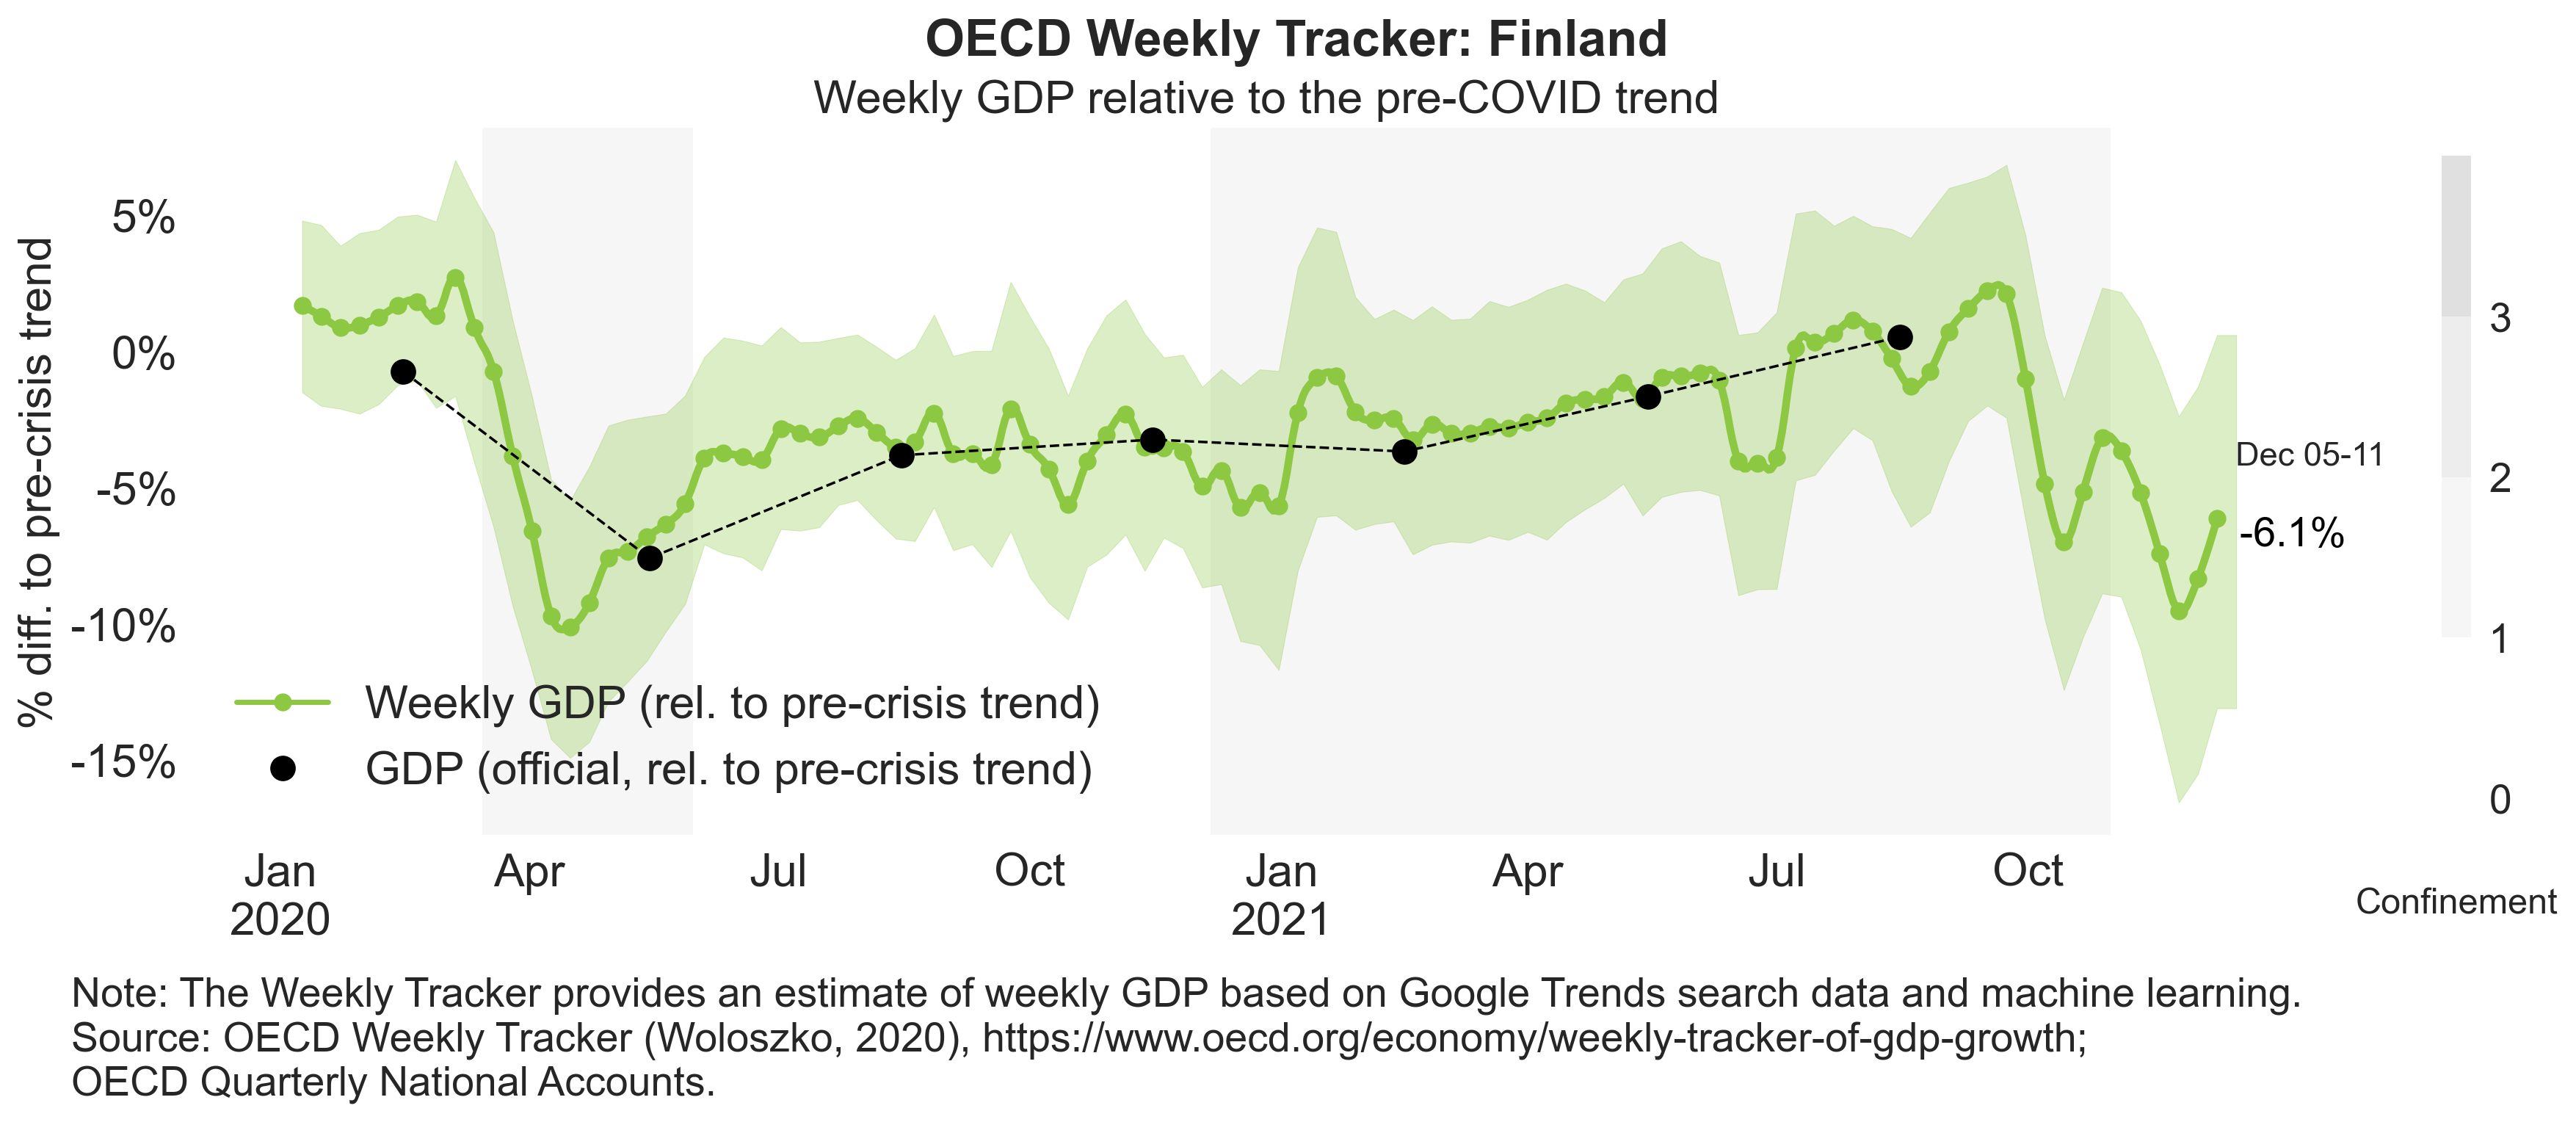 OECD Weekly Tracker: Finland
Weekly GDP relative to the pre-COVID trend
% diff. to pre-crisis trend
5%
0%
-5%
-10%
-15%
Weekly GDP (rel. to pre-crisis trend)
GDP (official, rel. to pre-crisis trend)
Dec 05-11
-6.1%
3
2
1
0
Confinement
Jan Apr Jul Oct Jan Apr Jul Oct
2020 2021
Note: The Weekly Tracker provides an estimate of weekly GDP based on Google Trends search data and machine learning.
Source: OECD Weekly Tracker (Woloszko, 2020), https://www.oecd.org/economy/weekly-tracker-of-gdp-growth;
OECD Quarterly National Accounts.